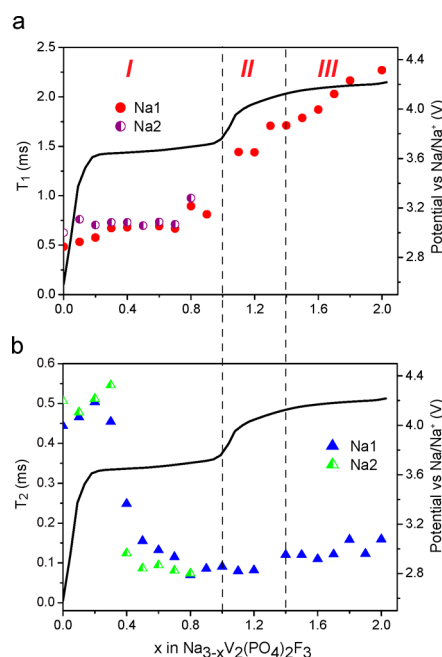 a
I II III
2.5
2.0
1.5
1.0
0.5
0.0
T1 (ms)
Na1
Na2
4.4
4.0
3.6
3.2
2.8
Potential vs Na/Na⁺ (V)
0.0 0.4 0.8 1.2 1.6 2.0
b
0.6
0.5
0.4
0.3
0.2
0.1
0.0
T₂ (ms)
Na1
Na2
4.4
4.0
3.6
3.2
2.8
Potential vs Na/Na⁺ (V)
0.0 0.4 0.8 1.2 1.6 2.0
x in Na₃₋ₓV₂(PO₄)₂F₃